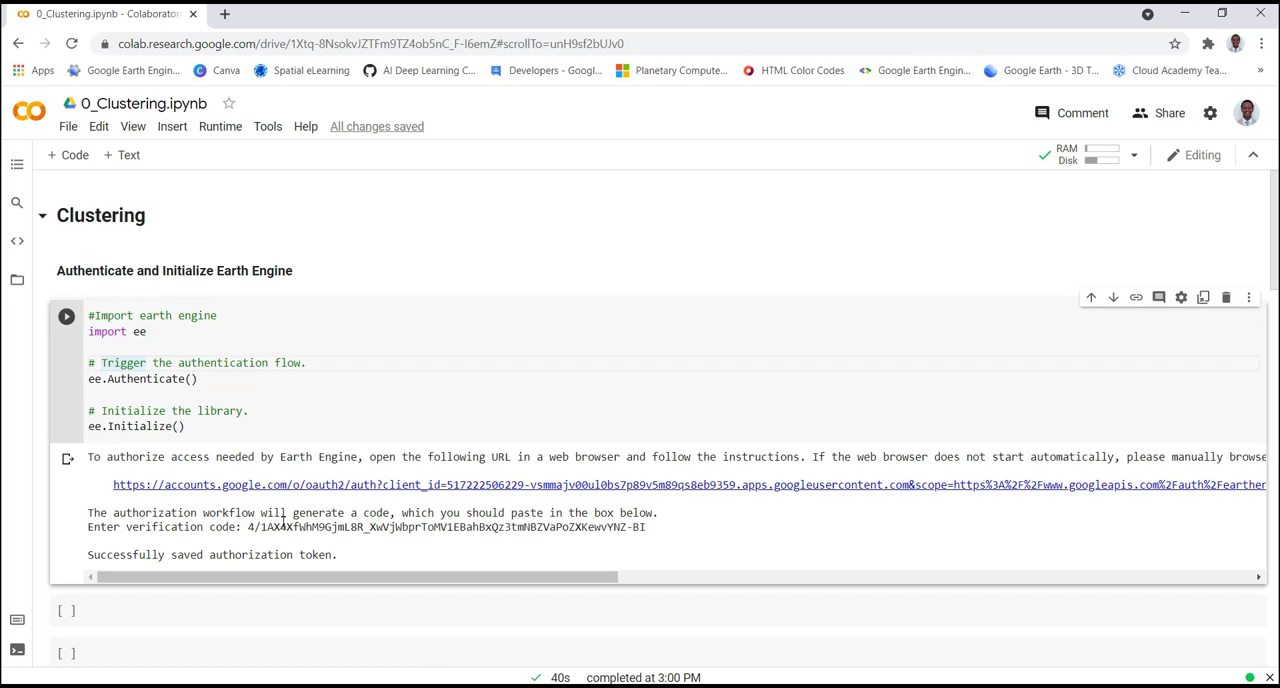 0_Clustering.ipynb - Colaborator
colab.research.google.com/drive/1Xtq-8NsokvJZTFm9TZ4ob5nC_F-I6emZ#scrollTo=unH9sf2bUJv0
Apps Google Earth Engin... Canva Spatial eLearning AI Deep Learning C... Developers - Googl... Planetary Compute... HTML Color Codes Google Earth Engin... Google Earth - 3D T... Cloud Academy Tea... »
0_Clustering.ipynb
Comment Share
File Edit View Insert Runtime Tools Help All changes saved
+ Code + Text
RAM
Disk
Editing
Clustering
Authenticate and Initialize Earth Engine
#Import earth engine
import ee
# Trigger the authentication flow.
ee.Authenticate()
# Initialize the library.
ee.Initialize()
To authorize access needed by Earth Engine, open the following URL in a web browser and follow the instructions. If the web browser does not start automatically, please manually browse
https://accounts.google.com/o/oauth2/auth?client_id=517222506229-vsmmajv00ul0bs7p89v5m89qs8eb9359.apps.googleusercontent.com&scope=https%3A%2F%2Fwww.googleapis.com%2Fauth%2Fearthen
The authorization workflow will generate a code, which you should paste in the box below.
Enter verification code: 4/1AX4XfWhM9GjmL8R_XwVjWbprToMV1EBahBxQz3tmNBZVaPoZXKewvYNZ-BI
Successfully saved authorization token.
[ ]
[ ]
40s completed at 3:00 PM